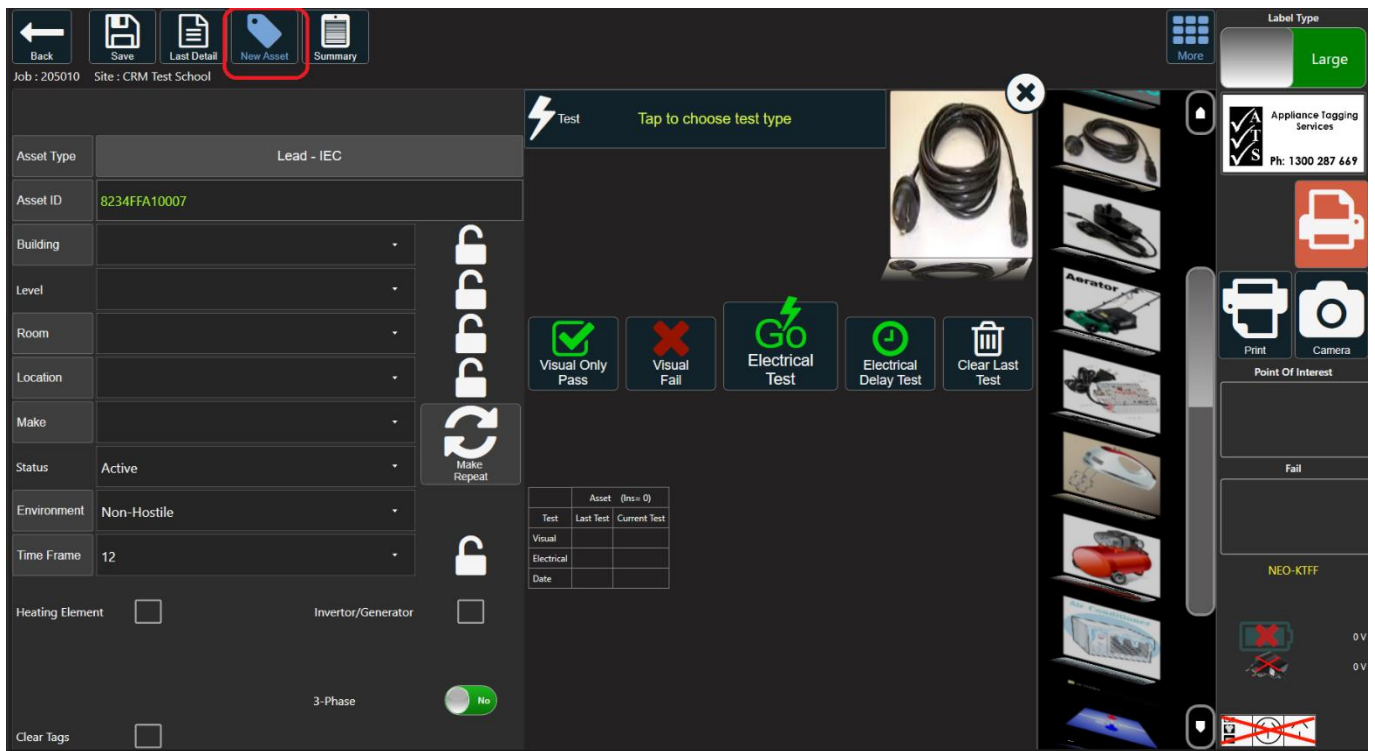 Back
Save
Last Detail
New Asset
Summary
More
Job : 205010 Site : CRM Test School
Label Type
Large
Test Tap to choose test type
Appliance Tagging
Services
A
T
S
Ph: 1300 287 669
Asset Type Lead - IEC
Asset ID 8234FFA10007
Building
Level
Room
Location
Make
Make
Repeat
Status Active
Environment Non-Hostile
Time Frame 12
Heating Element
Invertor/Generator
3-Phase No
Clear Tags
Visual Only
Pass
Visual
Fail
Go
Electrical
Test
Electrical
Delay Test
Clear Last
Test
Asset (Ins= 0)
Test Last Test Current Test
Visual
Electrical
Date
Aerator
Air Conditioner
Print
Camera
Point Of Interest
Fail
NEO-KTFF
0 V
0 V